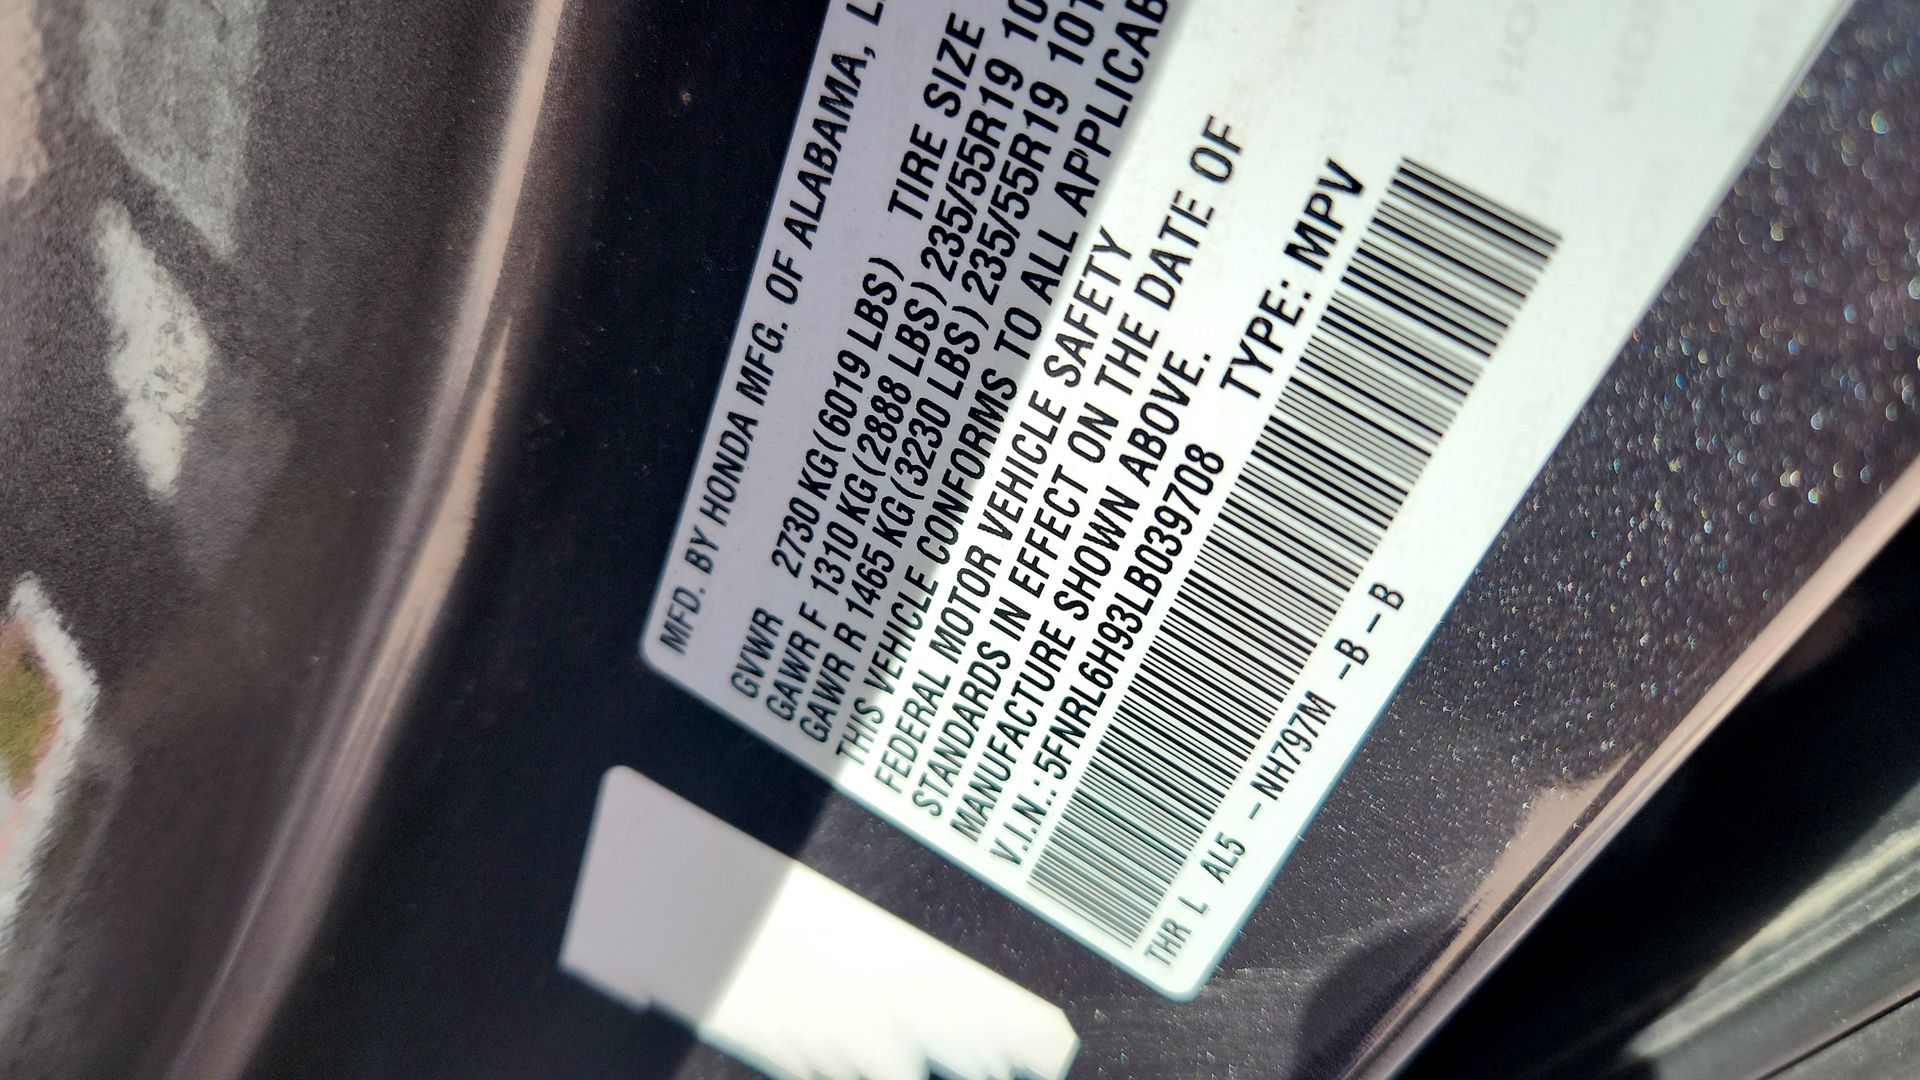 MFD. BY HONDA MFG. OF ALABAMA,
GVWR 2730 KG(6019 LBS) TIRE SIZE
GAWR F 1310 KG(2888 LBS) 235/55R19
GAWR R 1465 KG(3230 LBS) 235/55R19 101
THIS VEHICLE CONFORMS TO ALL
FEDERAL MOTOR VEHICLE SAFETY
STANDARDS IN EFFECT ON THE DATE OF
MANUFACTURE SHOWN ABOVE.
V.I.N.: 5FNRL6H93LB039708 TYPE: MPV
THR L AL5 -NH797M -B-B